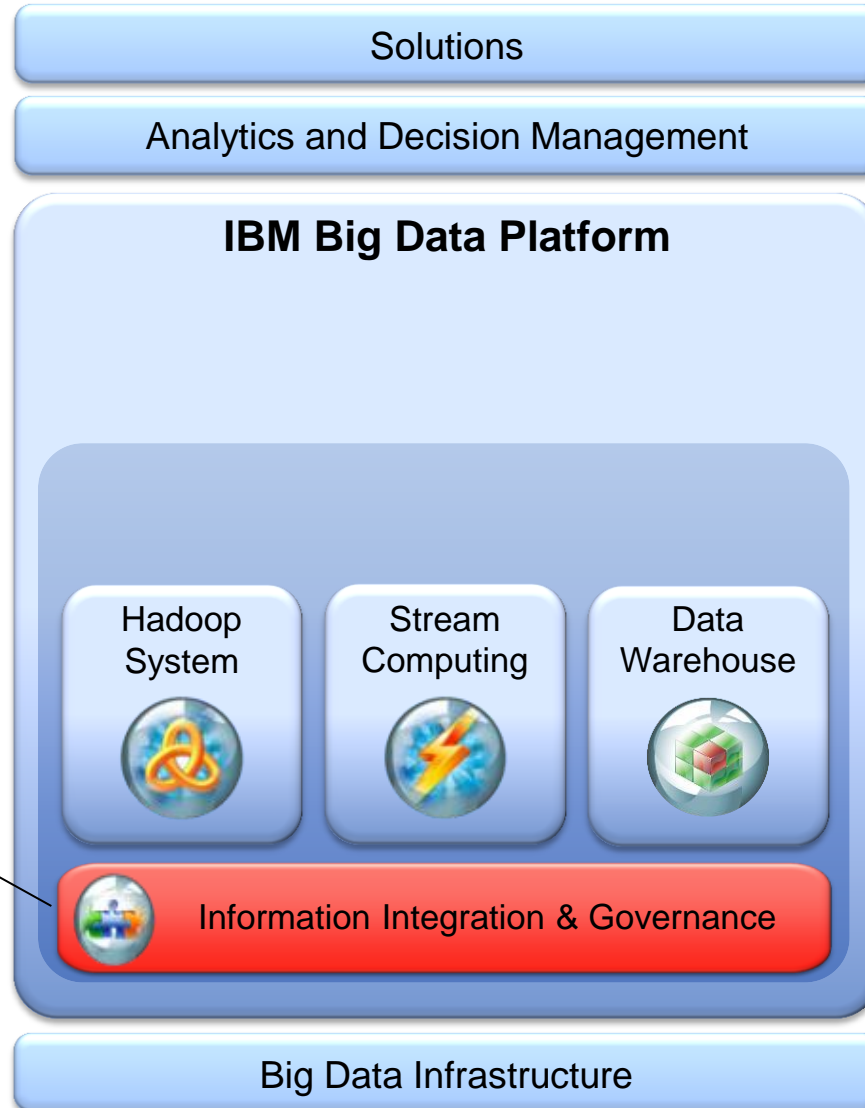 Solutions
Analytics and Decision Management
IBM Big Data Platform
Hadoop
System
Stream
Computing
Data
Warehouse
Information Integration & Governance
Big Data Infrastructure